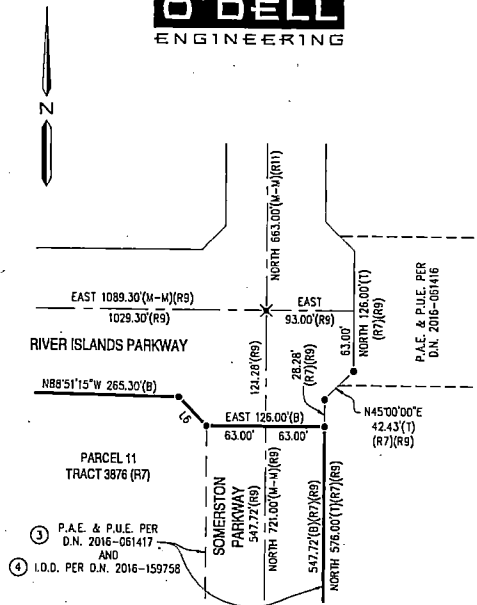 O'DELL
ENGINEERING
N
NORTH 663.00'(M-M)(R11)
EAST 1089.30'(M-M)(R9)
1029.30'(R9)
EAST
93.00'(R9)
63.00'
NORTH 126.00'(T)
(R7)(R9)
P.A.E. & P.U.E. PER
D.N. 2016-061416
RIVER ISLANDS PARKWAY
121.28'(R9)
28.28'
(R7)(R9)
N88°51'15"W 265.30'(B)
L6
EAST 126.00'(B)
63.00' 63.00'
N45°00'00"E
42.43'(T)
(R7)(R9)
PARCEL 11
TRACT 3876 (R7)
SOMERSTON
PARKWAY
547.72'(R9)
NORTH 721.00'(M-M)(R9)
547.72'(B)(R7)(R9)
NORTH 576.00'(T)(R7)(R9)
3 P.A.E. & P.U.E. PER
D.N. 2016-061417
AND
4 I.O.D. PER D.N. 2016-159758